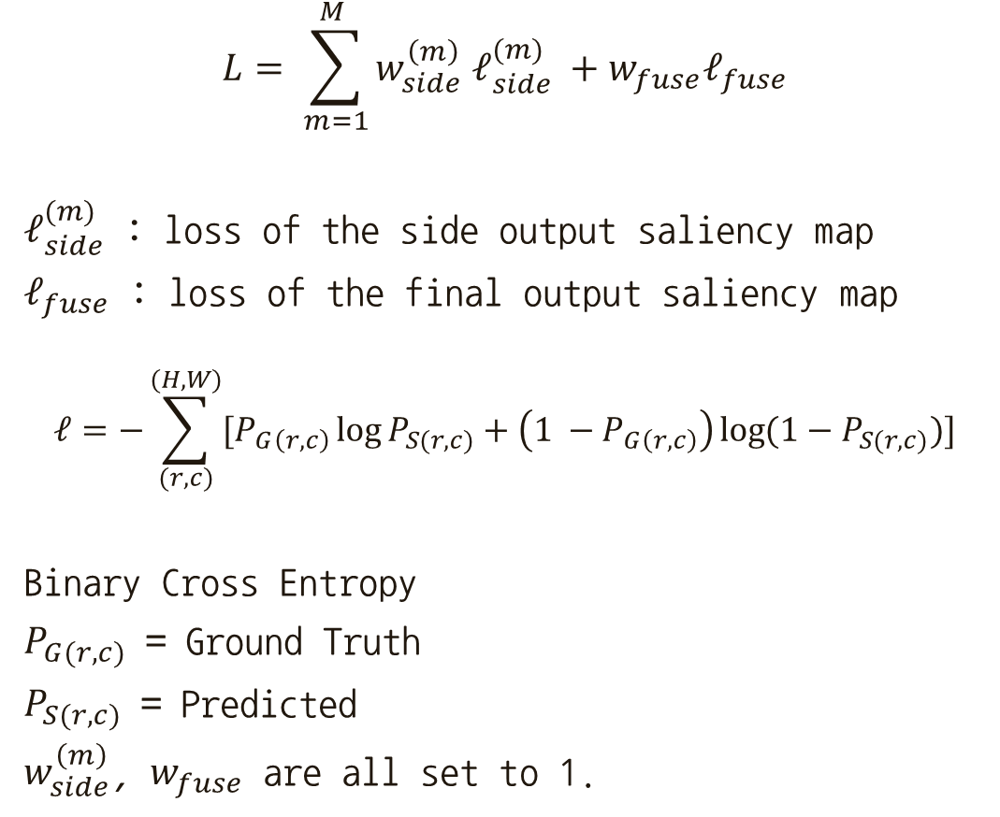 L = \sum_{m=1}^{M} w_{side}^{(m)} \ell_{side}^{(m)} + w_{fuse} \ell_{fuse}
\ell_{side}^{(m)} : loss of the side output saliency map
\ell_{fuse} : loss of the final output saliency map
\ell = - \sum_{(r,c)}^{(H,W)} [P_{G(r,c)} \log P_{S(r,c)} + (1 - P_{G(r,c)}) \log(1 - P_{S(r,c)})]
Binary Cross Entropy
P_{G(r,c)} = Ground Truth
P_{S(r,c)} = Predicted
w_{side}^{(m)}, w_{fuse} are all set to 1.